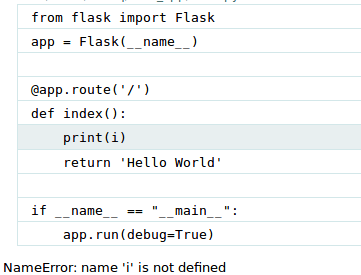 from flask import Flask
app = Flask(__name__)
@app.route('/')
def index():
    print(i)
    return 'Hello World'
if __name__ == "__main__":
    app.run(debug=True)
NameError: name 'i' is not defined